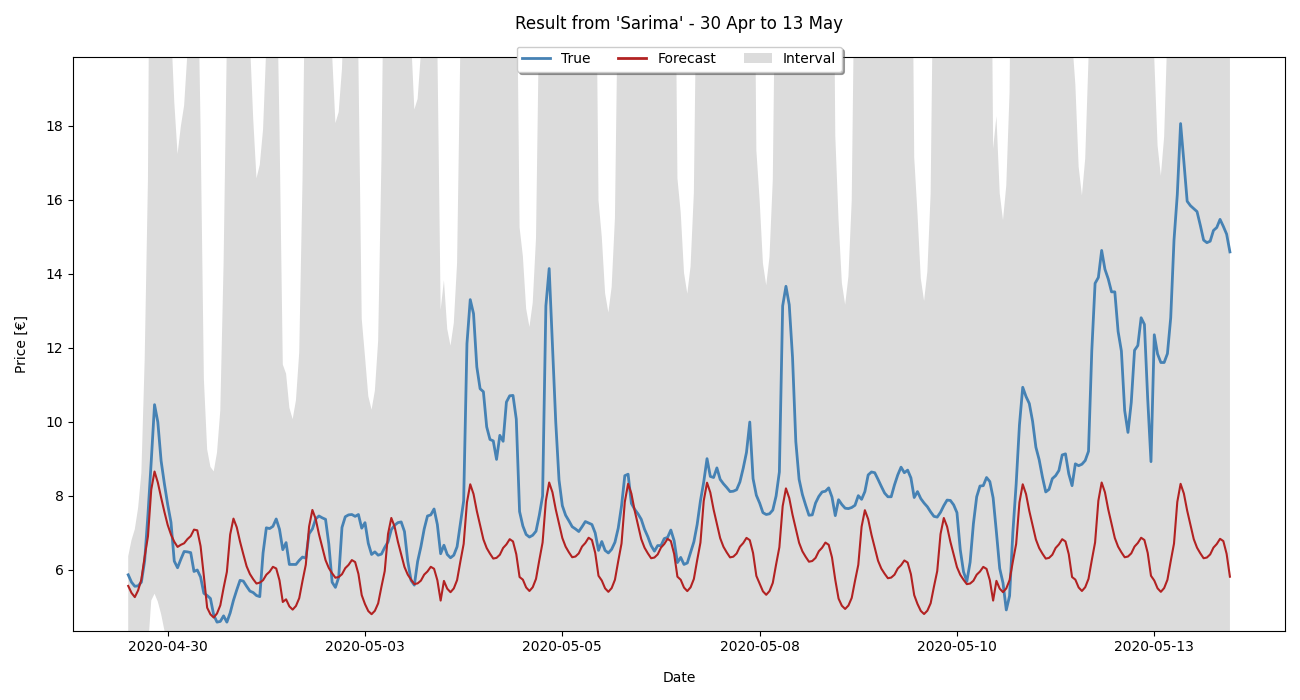 Result from 'Sarima' - 30 Apr to 13 May
True Forecast Interval
18
16
14
12
10
8
6
Price [€]
2020-04-30 2020-05-03 2020-05-05 2020-05-08 2020-05-10 2020-05-13
Date